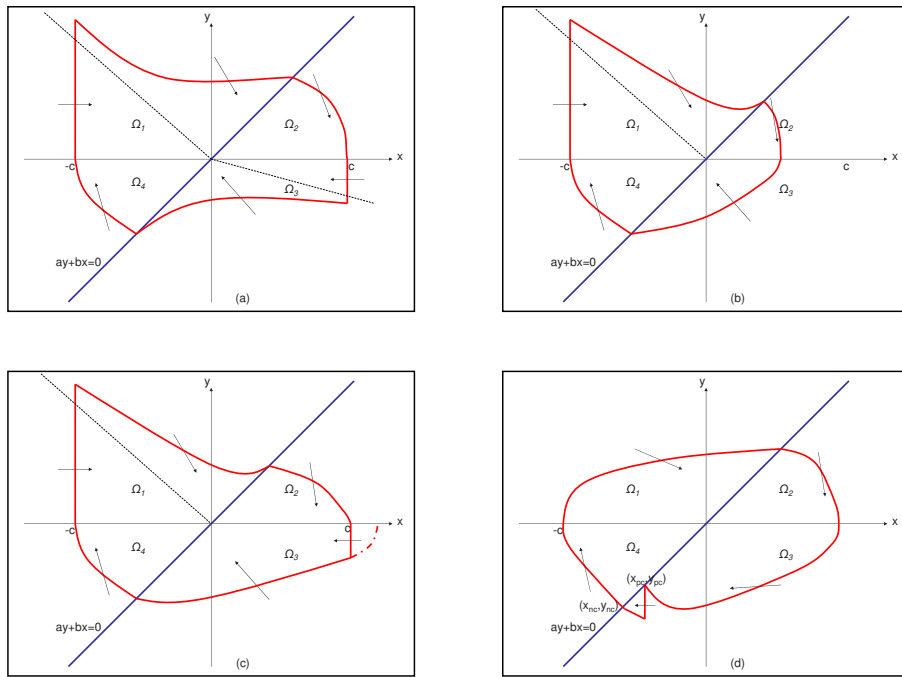 y
Ω1
Ω2
x
-c
c
Ω4
Ω3
ay+bx=0
(a)
y
Ω1
Ω2
x
-c
c
Ω4
Ω3
ay+bx=0
(b)
y
Ω1
Ω2
x
-c
c
Ω4
Ω3
ay+bx=0
(c)
y
Ω1
Ω2
x
-c
Ω4
Ω3
(xpc,ypc)
(xnc,ync)
ay+bx=0
(d)